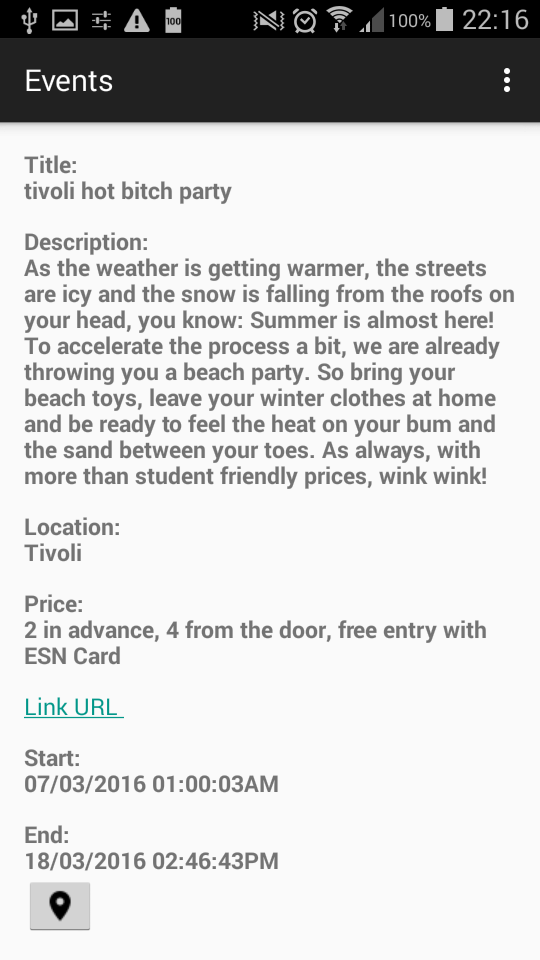 100
100%
22:16
Events
Title:
tivoli hot bitch party
Description:
As the weather is getting warmer, the streets
are icy and the snow is falling from the roofs on
your head, you know: Summer is almost here!
To accelerate the process a bit, we are already
throwing you a beach party. So bring your
beach toys, leave your winter clothes at home
and be ready to feel the heat on your bum and
the sand between your toes. As always, with
more than student friendly prices, wink wink!
Location:
Tivoli
Price:
2 in advance, 4 from the door, free entry with
ESN Card
Link URL
Start:
07/03/2016 01:00:03AM
End:
18/03/2016 02:46:43PM